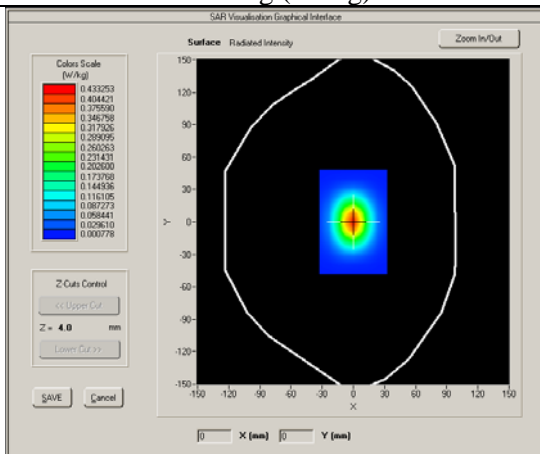 SAR Visualisation Graphical Interface
Surface Radiated Intensity
Zoom In/Out
Colors Scale
(W/kg)
0.433253
0.404421
0.375590
0.346758
0.317926
0.289095
0.260263
0.231431
0.202600
0.173768
0.144936
0.116105
0.087273
0.058441
0.029610
0.000778
Z-Cuts Control
<< Upper Cut
Z = 4.0 mm
Lower Cut >>
SAVE Cancel
150
120
90
60
30
0
-30
-60
-90
-120
-150
Y
-150 -120 -90 -60 -30 0 30 60 90 120 150
X
0 X (mm) 0 Y (mm)